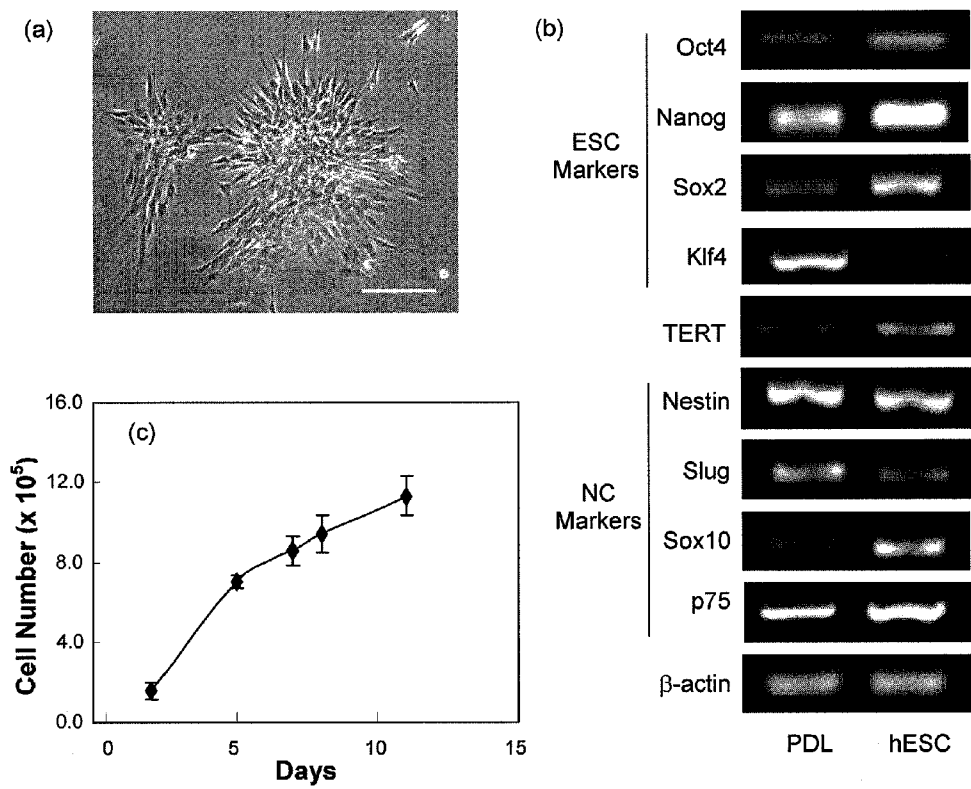 (a)
(b)
Oct4
Nanog
ESC
Markers
Sox2
Klf4
TERT
Nestin
Slug
NC
Markers
Sox10
p75
β-actin
PDL hESC
(c)
Cell Number (x 10⁵)
16.0
12.0
8.0
4.0
0.0
0 5 10 15
Days